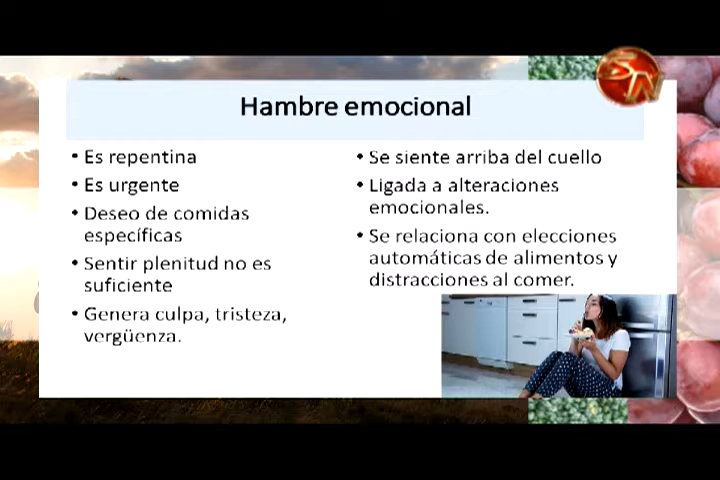 SN
Hambre emocional
• Es repentina
• Es urgente
• Deseo de comidas
específicas
• Sentir plenitud no es
suficiente
• Genera culpa, tristeza,
vergüenza.
• Se siente arriba del cuello
• Ligada a alteraciones
emocionales.
• Se relaciona con elecciones
automáticas de alimentos y
distracciones al comer.